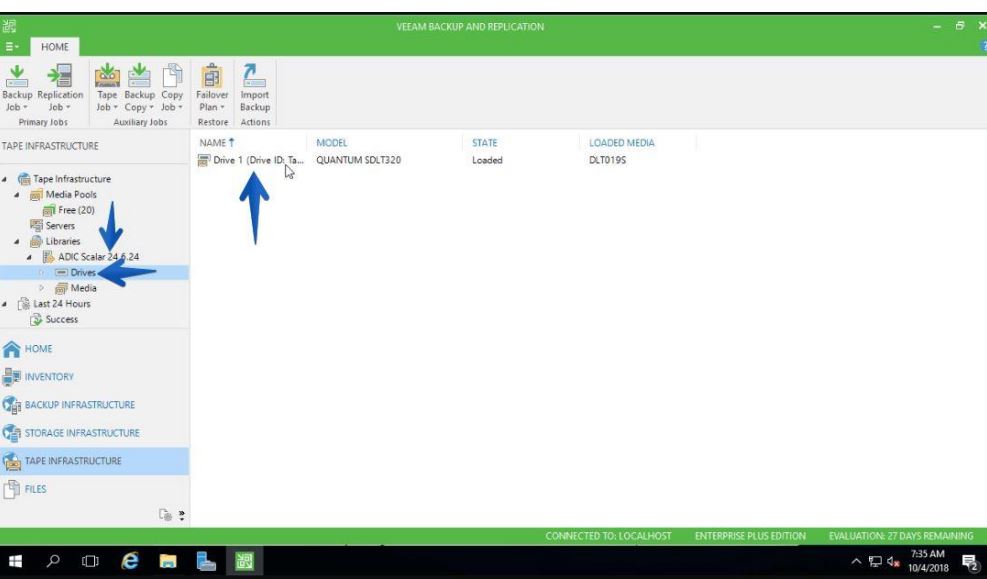 VEEAM BACKUP AND REPLICATION
HOME
Backup Job
Replication Job
Tape Job
Backup Copy
Copy Job
Failover Plan
Import Backup
Primary Jobs
Auxiliary Jobs
Restore
Actions
TAPE INFRASTRUCTURE
Tape Infrastructure
Media Pools
Free (20)
Servers
Libraries
ADIC Scalar 24 6.24
Drives
Media
Last 24 Hours
Success
NAME MODEL STATE LOADED MEDIA
Drive 1 (Drive ID: Ta... QUANTUM SDLT320 Loaded DLT019S
HOME
INVENTORY
BACKUP INFRASTRUCTURE
STORAGE INFRASTRUCTURE
TAPE INFRASTRUCTURE
FILES
CONNECTED TO: LOCALHOST ENTERPRISE PLUS EDITION EVALUATION: 27 DAYS REMAINING
7:35 AM
10/4/2018
2